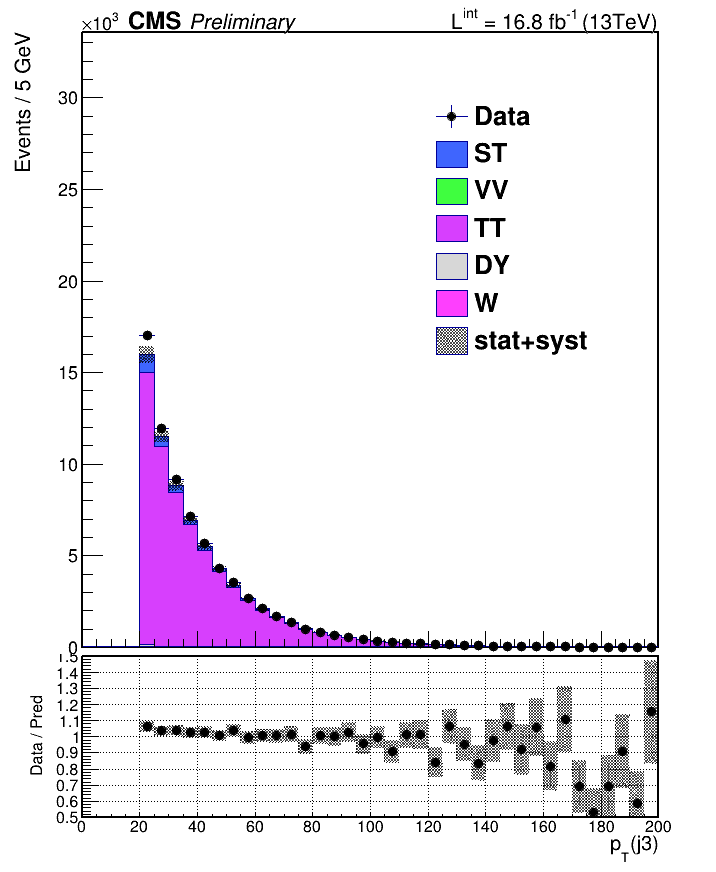 ×10³ CMS Preliminary L^int = 16.8 fb⁻¹ (13TeV)
Events / 5 GeV
30
25
20
15
10
5
0
Data
ST
VV
TT
DY
W
stat+syst
Data / Pred
1.5
1.4
1.3
1.2
1.1
1
0.9
0.8
0.7
0.6
0.5
0 20 40 60 80 100 120 140 160 180 200
p_T(j3)